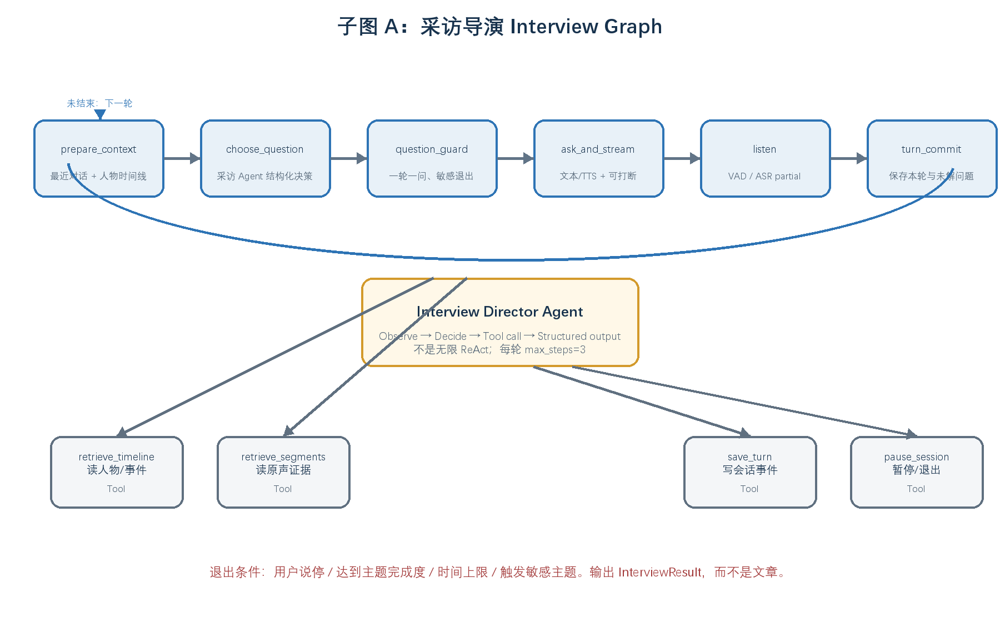 子图 A：采访导演 Interview Graph
未结束：下一轮
prepare_context
最近对话 + 人物时间线
choose_question
采访 Agent 结构化决策
question_guard
一轮一问、敏感退出
ask_and_stream
文本/TTS + 可打断
listen
VAD / ASR partial
turn_commit
保存本轮与未解问题
Interview Director Agent
Observe → Decide → Tool call → Structured output
不是无限 ReAct；每轮 max_steps=3
retrieve_timeline
读人物/事件
Tool
retrieve_segments
读原声证据
Tool
save_turn
写会话事件
Tool
pause_session
暂停/退出
Tool
退出条件：用户说停 / 达到主题完成度 / 时间上限 / 触发敏感主题。输出 InterviewResult，而不是文章。